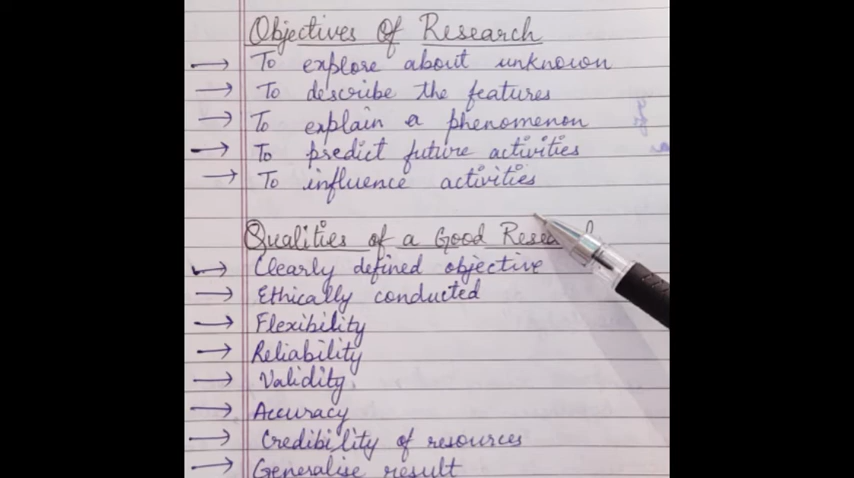 Objectives Of Research
→ To explore about unknown
→ To describe the features
→ To explain a phenomenon
→ To predict future activities
→ To influence activities
Qualities of a Good
→ Clearly defined objective
→ Ethically conducted
→ Flexibility
→ Reliability
→ Validity
→ Accuracy
→ Credibility of resources
→ Generalise result